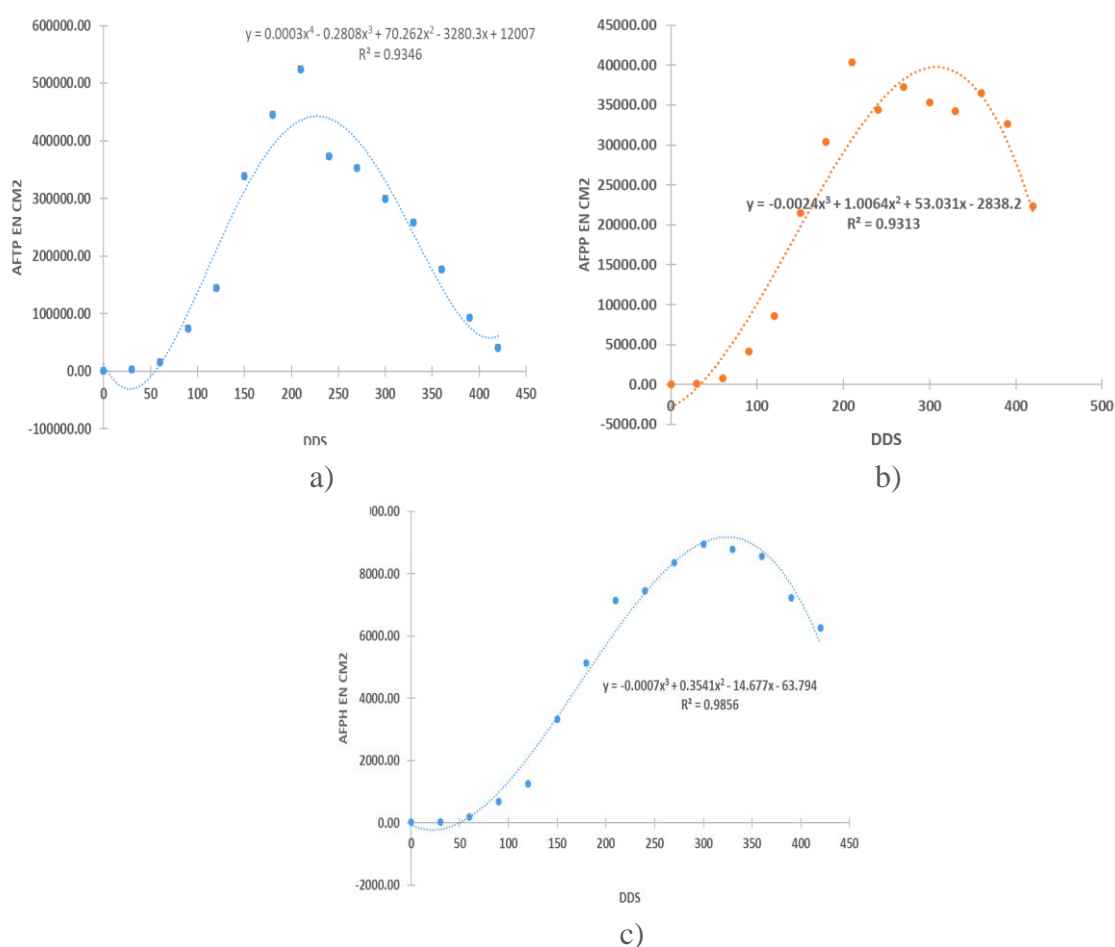 y = 0.0003x⁴ - 0.2808x³ + 70.262x² - 3280.3x + 12007
R² = 0.9346
600000.00
500000.00
400000.00
300000.00
200000.00
100000.00
0.00
-100000.00
AFTP EN CM2
0 50 100 150 200 250 300 350 400 450
DDS
a)
45000.00
40000.00
35000.00
30000.00
25000.00
20000.00
15000.00
10000.00
5000.00
0.00
-5000.00
AFPP EN CM2
y = -0.0024x³ + 1.0064x² + 53.031x - 2838.2
R² = 0.9313
0 100 200 300 400 500
DDS
b)
000.00
8000.00
6000.00
4000.00
2000.00
0.00
-2000.00
AFPH EN CM2
y = -0.0007x³ + 0.3541x² - 14.677x - 63.794
R² = 0.9856
0 50 100 150 200 250 300 350 400 450
DDS
c)